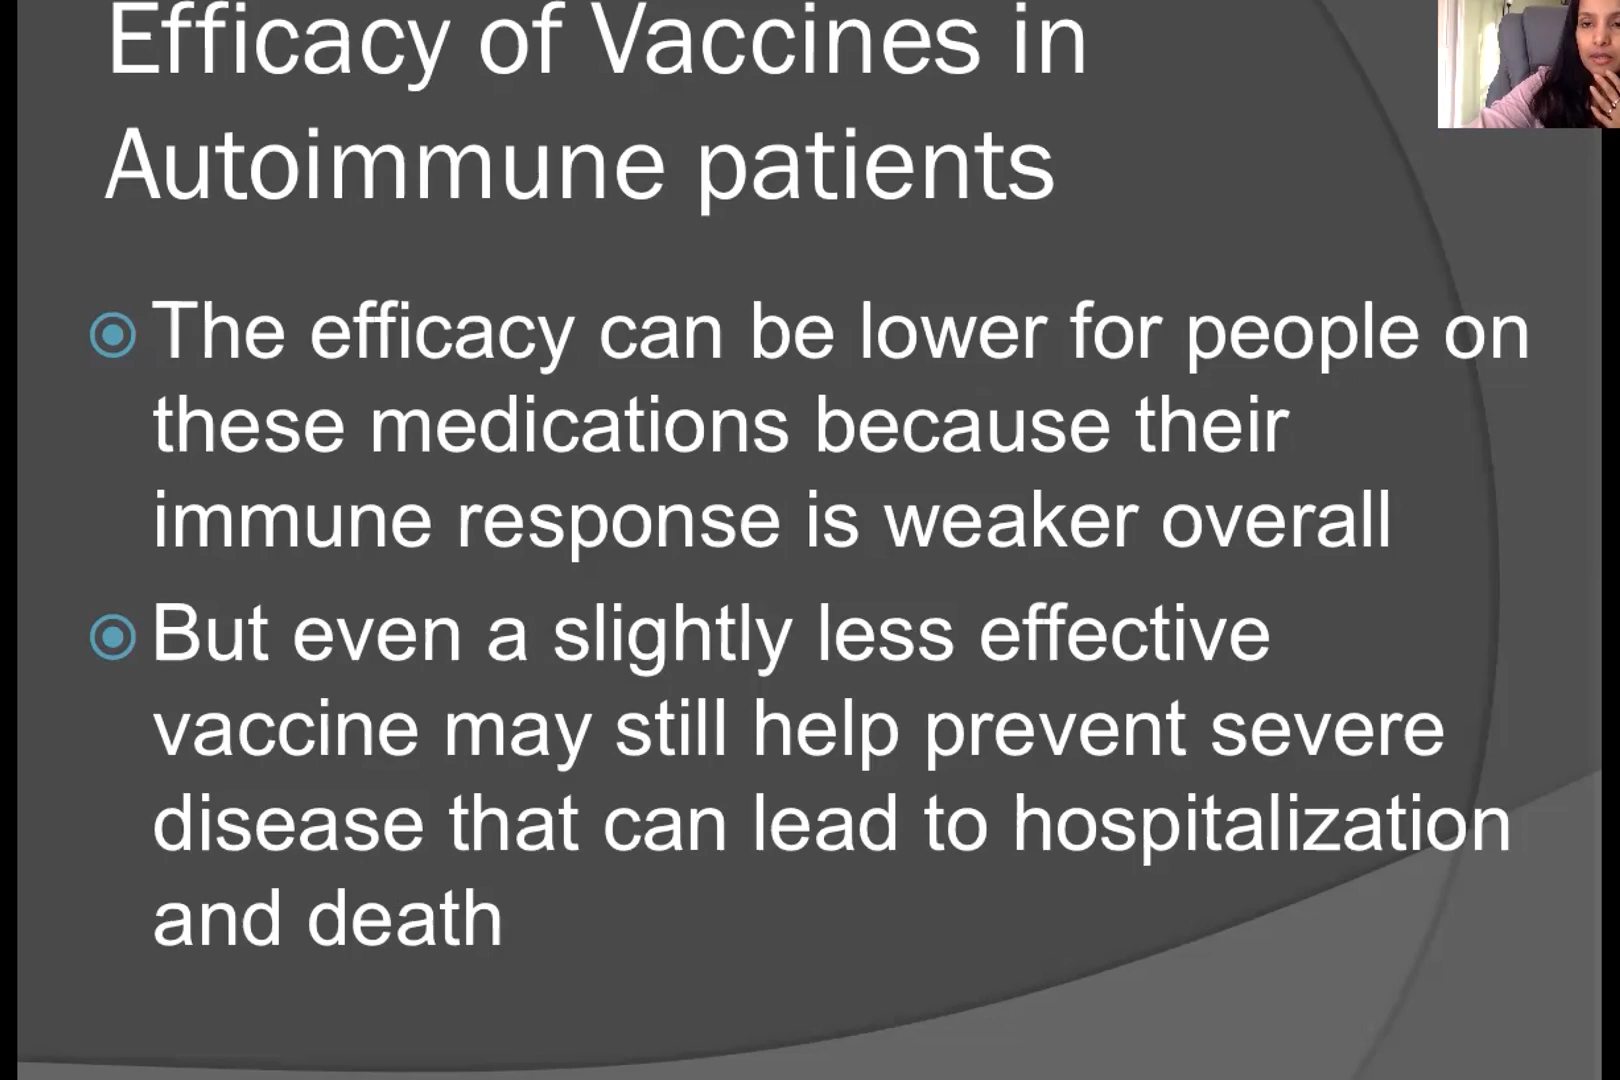 Efficacy of Vaccines in
Autoimmune patients
The efficacy can be lower for people on
these medications because their
immune response is weaker overall
But even a slightly less effective
vaccine may still help prevent severe
disease that can lead to hospitalization
and death